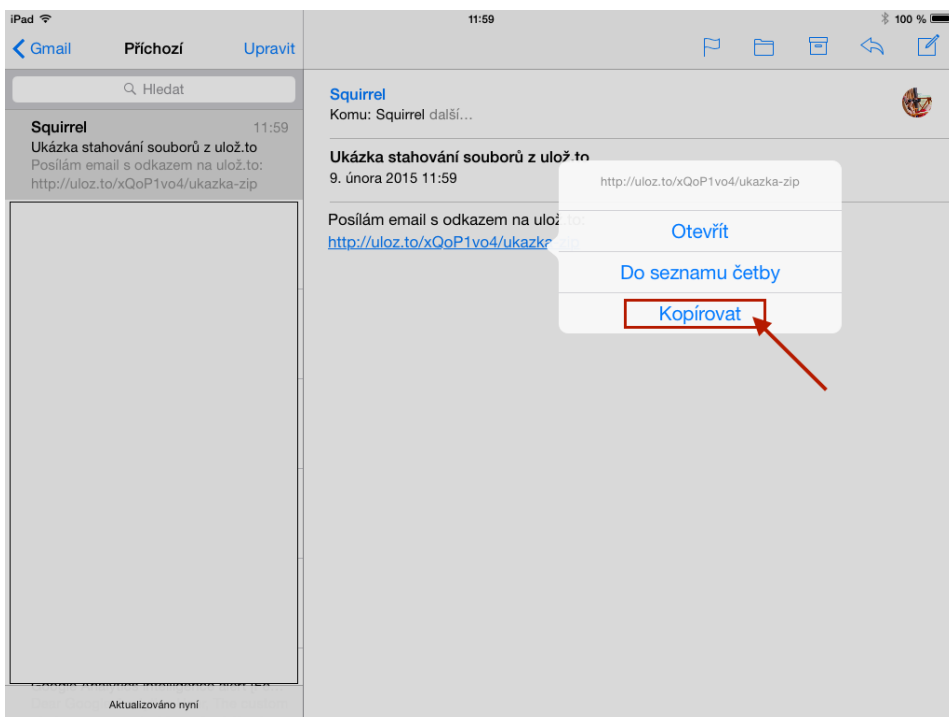 iPad
11:59
100 %
Gmail
Příchozí
Upravit
Hledat
Squirrel 11:59
Ukázka stahování souborů z ulož.to
Posílám email s odkazem na ulož.to:
http://uloz.to/xQoP1vo4/ukazka-zip
Aktualizováno nyní
Squirrel
Komu: Squirrel další...
Ukázka stahování souborů z ulož.to
9. února 2015 11:59
Posílám email s odkazem na ulož.to:
http://uloz.to/xQoP1vo4/ukazka-zip
http://uloz.to/xQoP1vo4/ukazka-zip
Otevřít
Do seznamu četby
Kopírovat